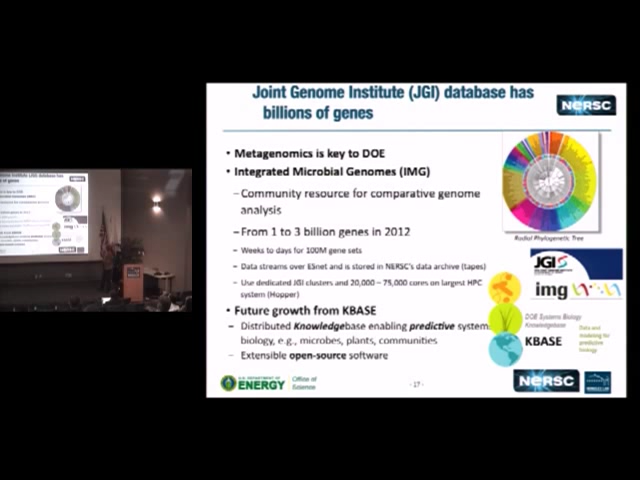 Joint Genome Institute (JGI) database has
billions of genes
NERSC
• Metagenomics is key to DOE
• Integrated Microbial Genomes (IMG)
–Community resource for comparative genome
analysis
–From 1 to 3 billion genes in 2012
– Weeks to days for 100M gene sets
– Data streams over ESnet and is stored in NERSC's data archive (tapes)
– Use dedicated JGI clusters and 20,000 – 75,000 cores on largest HPC
system (Hopper)
• Future growth from KBASE
– Distributed Knowledgebase enabling predictive systems
biology, e.g., microbes, plants, communities
– Extensible open-source software
Radial Phylogenetic Tree
JGI
img
DOE Systems Biology
Knowledgebase
KBASE
Data and
modeling for
predictive
biology
U.S. DEPARTMENT OF
ENERGY
Office of
Science
- 17 -
NERSC